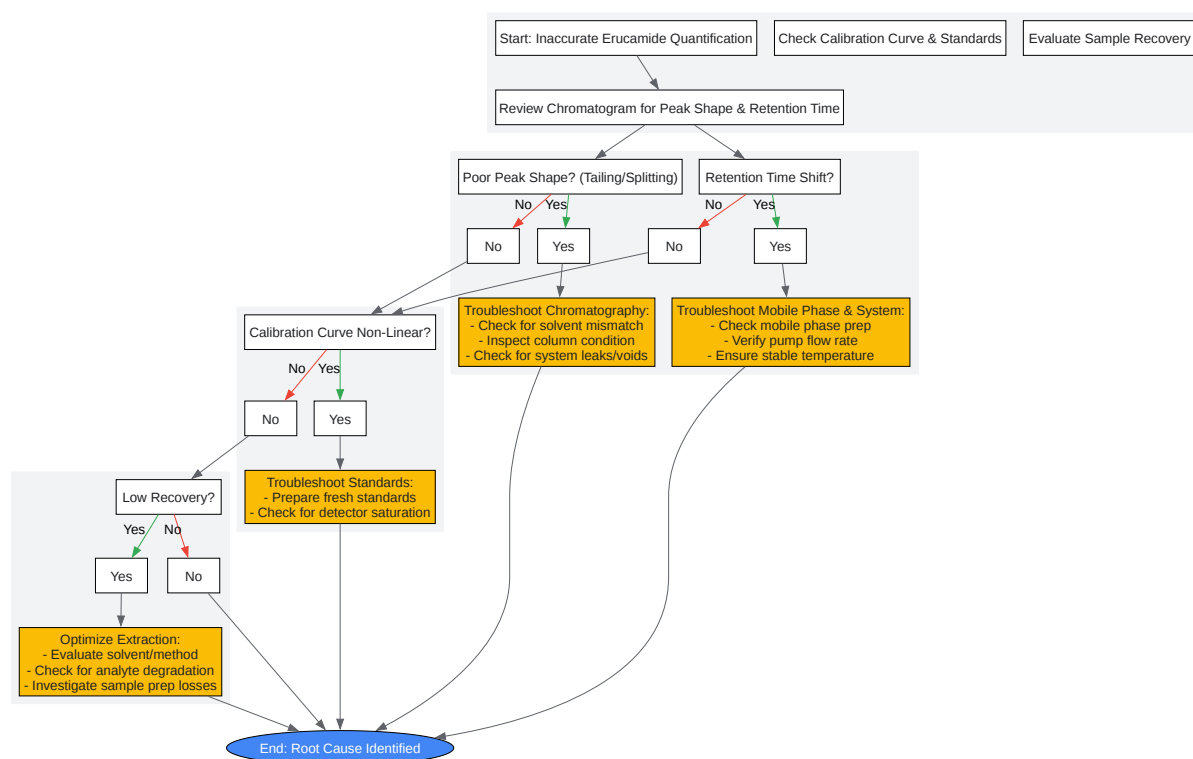 Start: Inaccurate Erucamide Quantification
Check Calibration Curve & Standards
Evaluate Sample Recovery
Review Chromatogram for Peak Shape & Retention Time
Poor Peak Shape? (Tailing/Splitting)
Retention Time Shift?
No
Yes
No
Yes
No
Yes
No
Yes
Troubleshoot Chromatography:
- Check for solvent mismatch
- Inspect column condition
- Check for system leaks/voids
Troubleshoot Mobile Phase & System:
- Check mobile phase prep
- Verify pump flow rate
- Ensure stable temperature
Calibration Curve Non-Linear?
No
Yes
No
Yes
Troubleshoot Standards:
- Prepare fresh standards
- Check for detector saturation
Low Recovery?
Yes
No
Yes
No
Optimize Extraction:
- Evaluate solvent/method
- Check for analyte degradation
- Investigate sample prep losses
End: Root Cause Identified